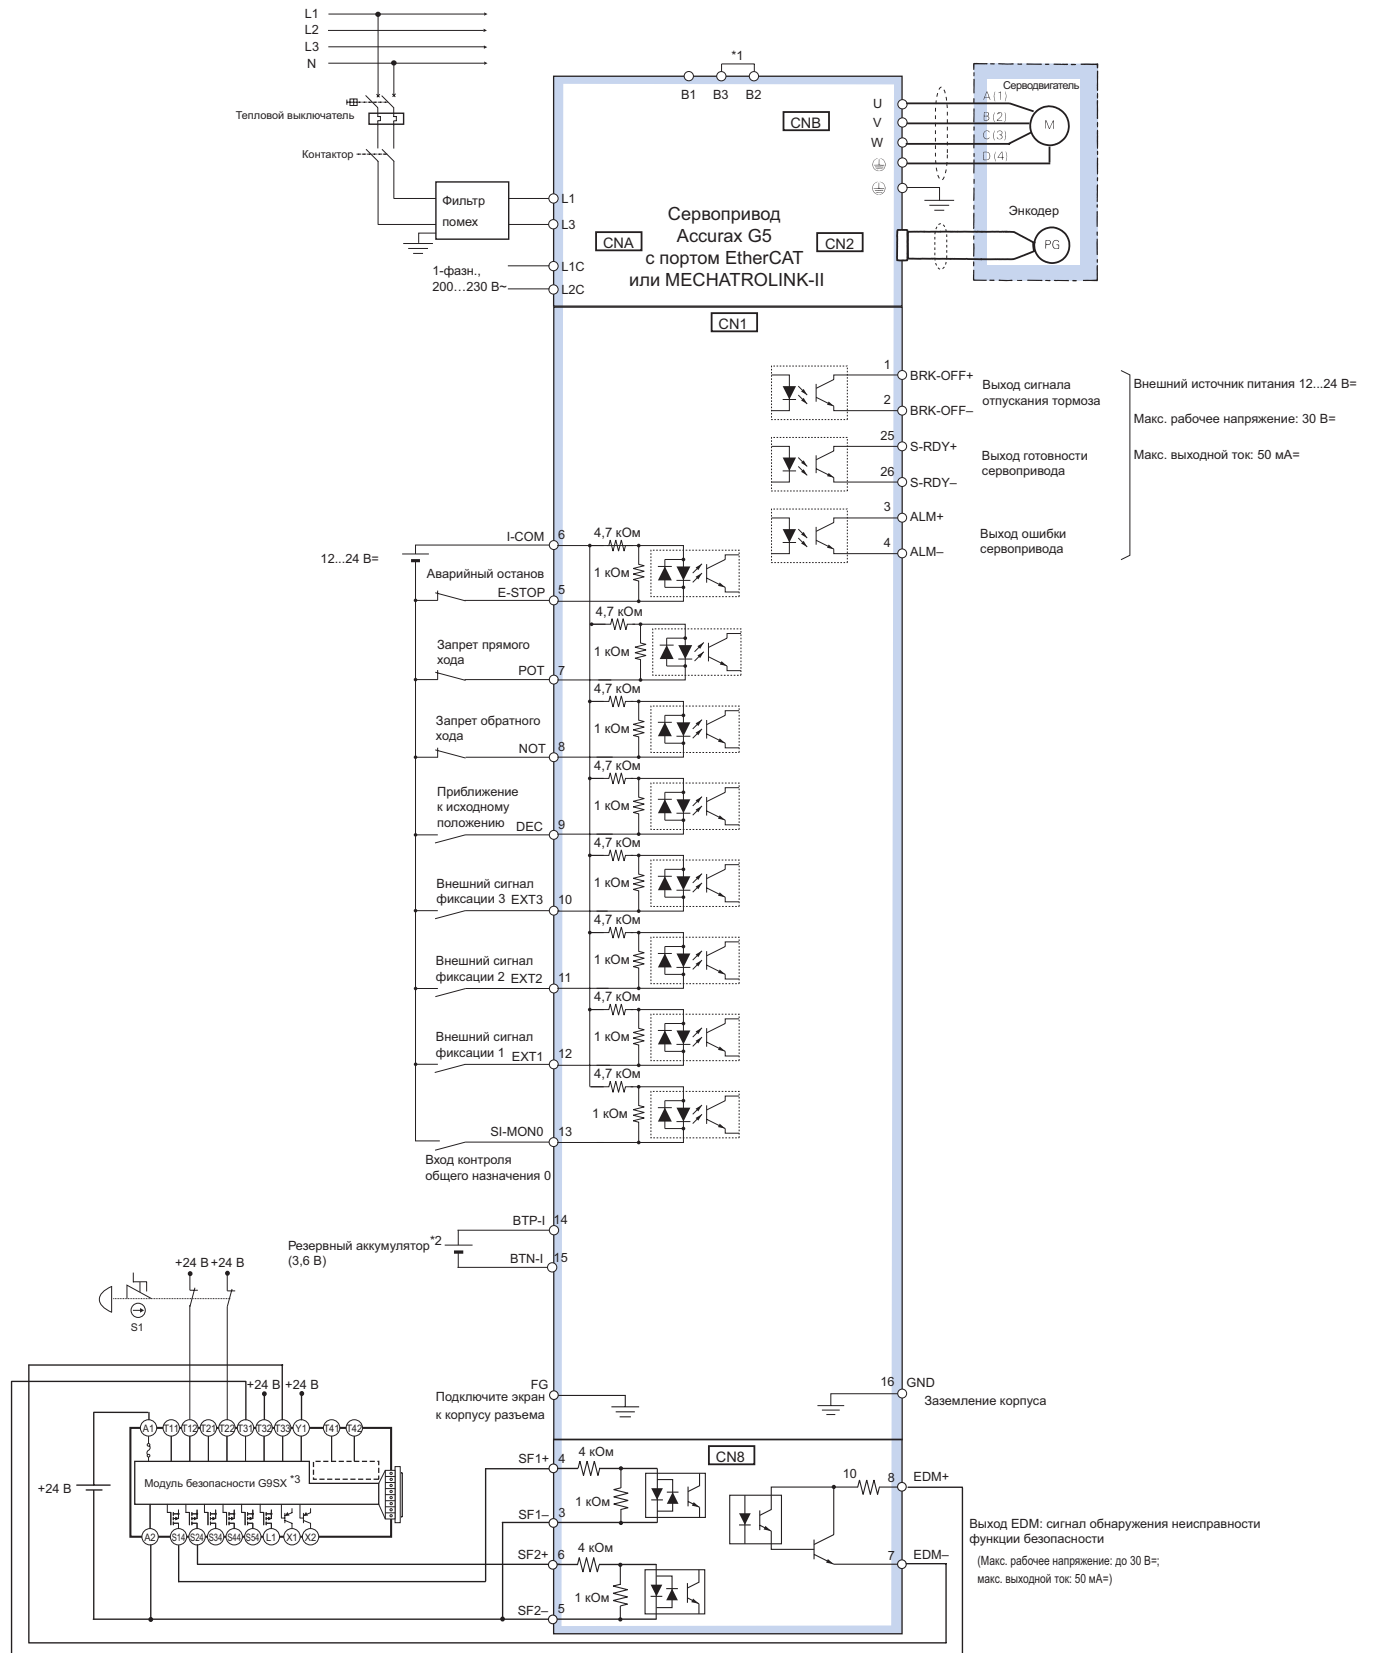 L1
L2
L3
N
Тепловой выключатель
Контактор
Фильтр
помех
1-фазн.,
200...230 В~
*1
B1 B3 B2
CNB
U
V
W
L1
L3
L1C
L2C
CNA
CN2
Сервопривод
Accurax G5
с портом EtherCAT
или MECHATROLINK-II
Серводвигатель
A (1)
B (2)
C (3)
D (4)
M
Энкодер
PG
CN1
1 BRK-OFF+
2 BRK-OFF–
Выход сигнала
отпускания тормоза
25 S-RDY+
26 S-RDY–
Выход готовности
сервопривода
3 ALM+
4 ALM–
Выход ошибки
сервопривода
Внешний источник питания 12...24 В=
Макс. рабочее напряжение: 30 В=
Макс. выходной ток: 50 мА=
12...24 В=
I-COM 6 4,7 кОм
1 кОм
Аварийный останов
E-STOP 5
4,7 кОм
1 кОм
Запрет прямого
хода
POT 7
4,7 кОм
1 кОм
Запрет обратного
хода
NOT 8
4,7 кОм
1 кОм
Приближение
к исходному
положению DEC 9
4,7 кОм
1 кОм
Внешний сигнал
фиксации 3 EXT3 10
4,7 кОм
1 кОм
Внешний сигнал
фиксации 2 EXT2 11
4,7 кОм
1 кОм
Внешний сигнал
фиксации 1 EXT1 12
4,7 кОм
1 кОм
SI-MON0 13
Вход контроля
общего назначения 0
BTP-I 14
Резервный аккумулятор *2
(3,6 В)
BTN-I 15
+24 В +24 В
S1
FG
Подключите экран
к корпусу разъема
16 GND
Заземление корпуса
+24 В +24 В
A1 T11 T12 T21 T22 T31 T32 T33 Y1 T41 T42
Модуль безопасности G9SX *3
+24 В
A2 S14 S24 S34 S44 S54 L1 X1 X2
CN8
SF1+ 4 4 кОм
1 кОм
SF1– 3
SF2+ 6 4 кОм
1 кОм
SF2– 5
10 8 EDM+
7 EDM–
Выход EDM: сигнал обнаружения неисправности
функции безопасности
(Макс. рабочее напряжение: до 30 В=;
макс. выходной ток: 50 мА=)